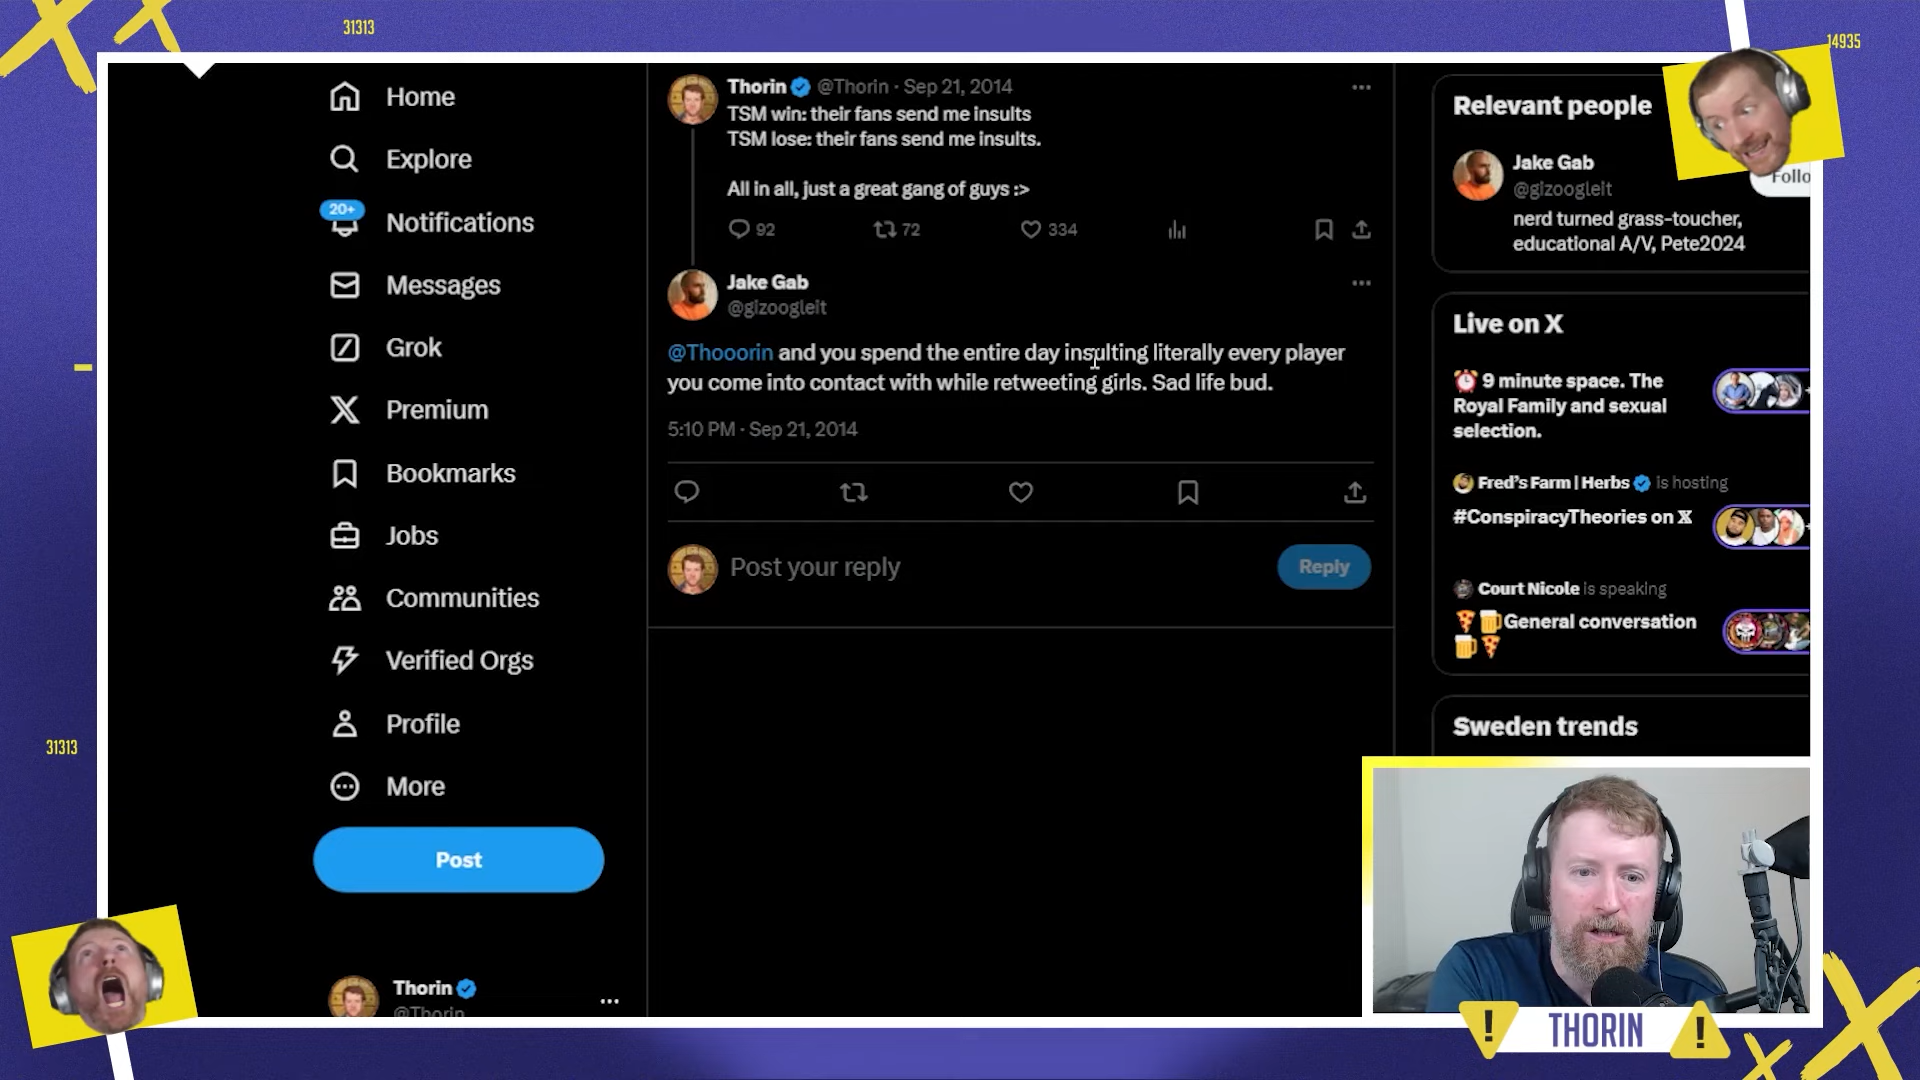 31313
14935
Home
Explore
20+
Notifications
Messages
Grok
Premium
Bookmarks
Jobs
Communities
Verified Orgs
Profile
More
Post
Thorin
@Thorin
Thorin @Thorin · Sep 21, 2014
TSM win: their fans send me insults
TSM lose: their fans send me insults.
All in all, just a great gang of guys :>
92 72 334
Jake Gab
@gizoogleit
@Thooorin and you spend the entire day insulting literally every player
you come into contact with while retweeting girls. Sad life bud.
5:10 PM · Sep 21, 2014
Post your reply
Reply
Relevant people
Jake Gab
@gizoogleit
Follo
nerd turned grass-toucher,
educational A/V, Pete2024
Live on X
9 minute space. The
Royal Family and sexual
selection.
Fred's Farm | Herbs is hosting
#ConspiracyTheories on X
Court Nicole is speaking
General conversation
Sweden trends
31313
! THORIN !